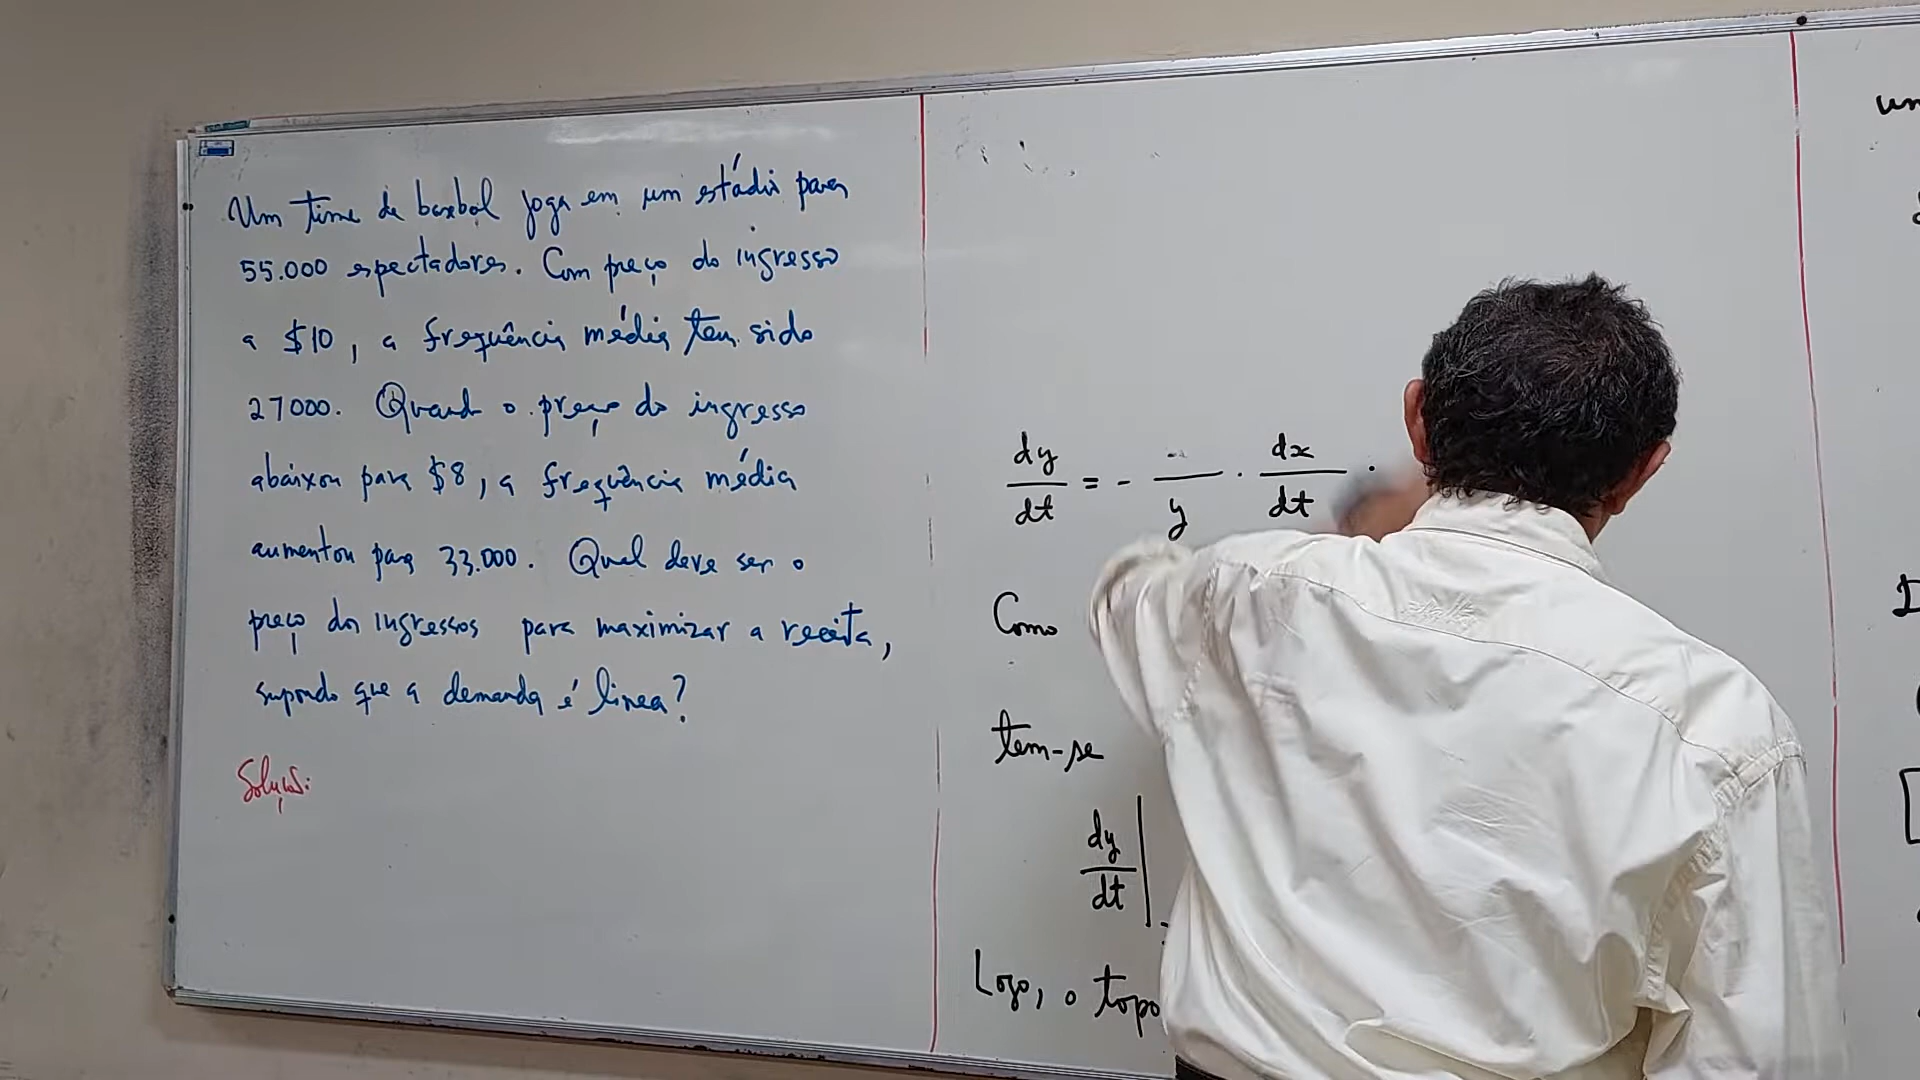 Um time de basebol joga em um estádio para
55.000 espectadores. Com preço do ingresso
a $10, a frequência média tem sido
27000. Quando o preço do ingresso
abaixou para $8, a frequência média
aumentou para 33.000. Qual deve ser o
preço dos ingressos para maximizar a receita,
supondo que a demanda é linear?
Solução:
dy/dt = - /y · dx/dt
Como
tem-se
dy/dt |
Logo, o topo
um